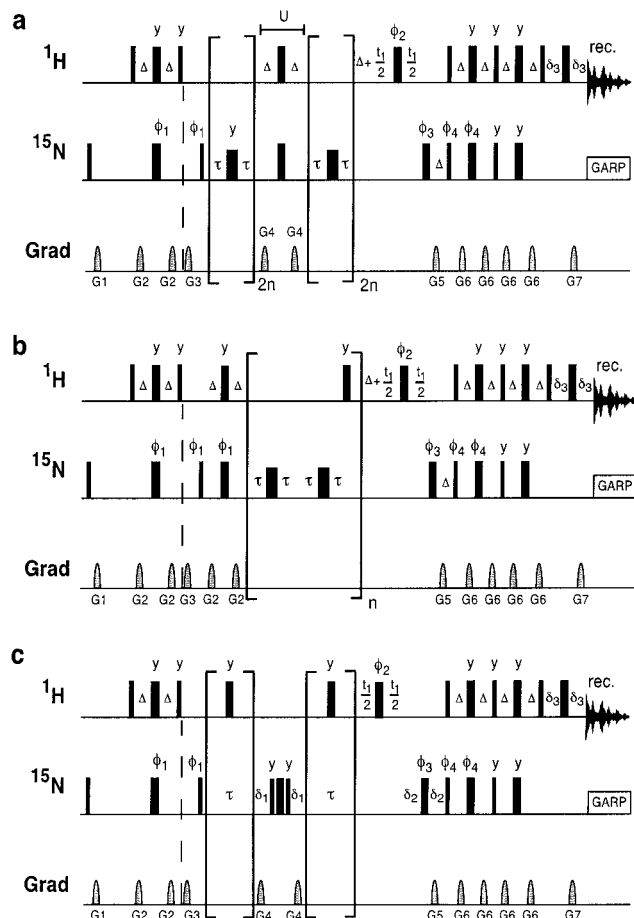 a
U
y y ϕ2 y y y
1H Δ Δ Δ Δ Δ+ t1/2 t1/2 Δ Δ Δ Δ δ3 δ3 rec.
ϕ1 ϕ1 y ϕ3 ϕ4 ϕ4 y y
15N τ τ τ τ Δ GARP
G4 G4
Grad
G1 G2 G2 G3 2n 2n G5 G6 G6 G6 G6 G7
b
y y y y ϕ2 y y y
1H Δ Δ Δ Δ Δ+ t1/2 t1/2 Δ Δ Δ Δ δ3 δ3 rec.
ϕ1 ϕ1 ϕ1 ϕ3 ϕ4 ϕ4 y y
15N τ τ τ τ Δ GARP
Grad
G1 G2 G2 G3 G2 G2 n G5 G6 G6 G6 G6 G7
c
y y y y ϕ2 y y y
1H Δ Δ t1/2 t1/2 Δ Δ Δ Δ δ3 δ3 rec.
ϕ1 ϕ1 y y ϕ3 ϕ4 ϕ4 y y
15N τ δ1 δ1 τ δ2 δ2 GARP
Grad
G1 G2 G2 G3 G4 G4 G5 G6 G6 G6 G6 G7